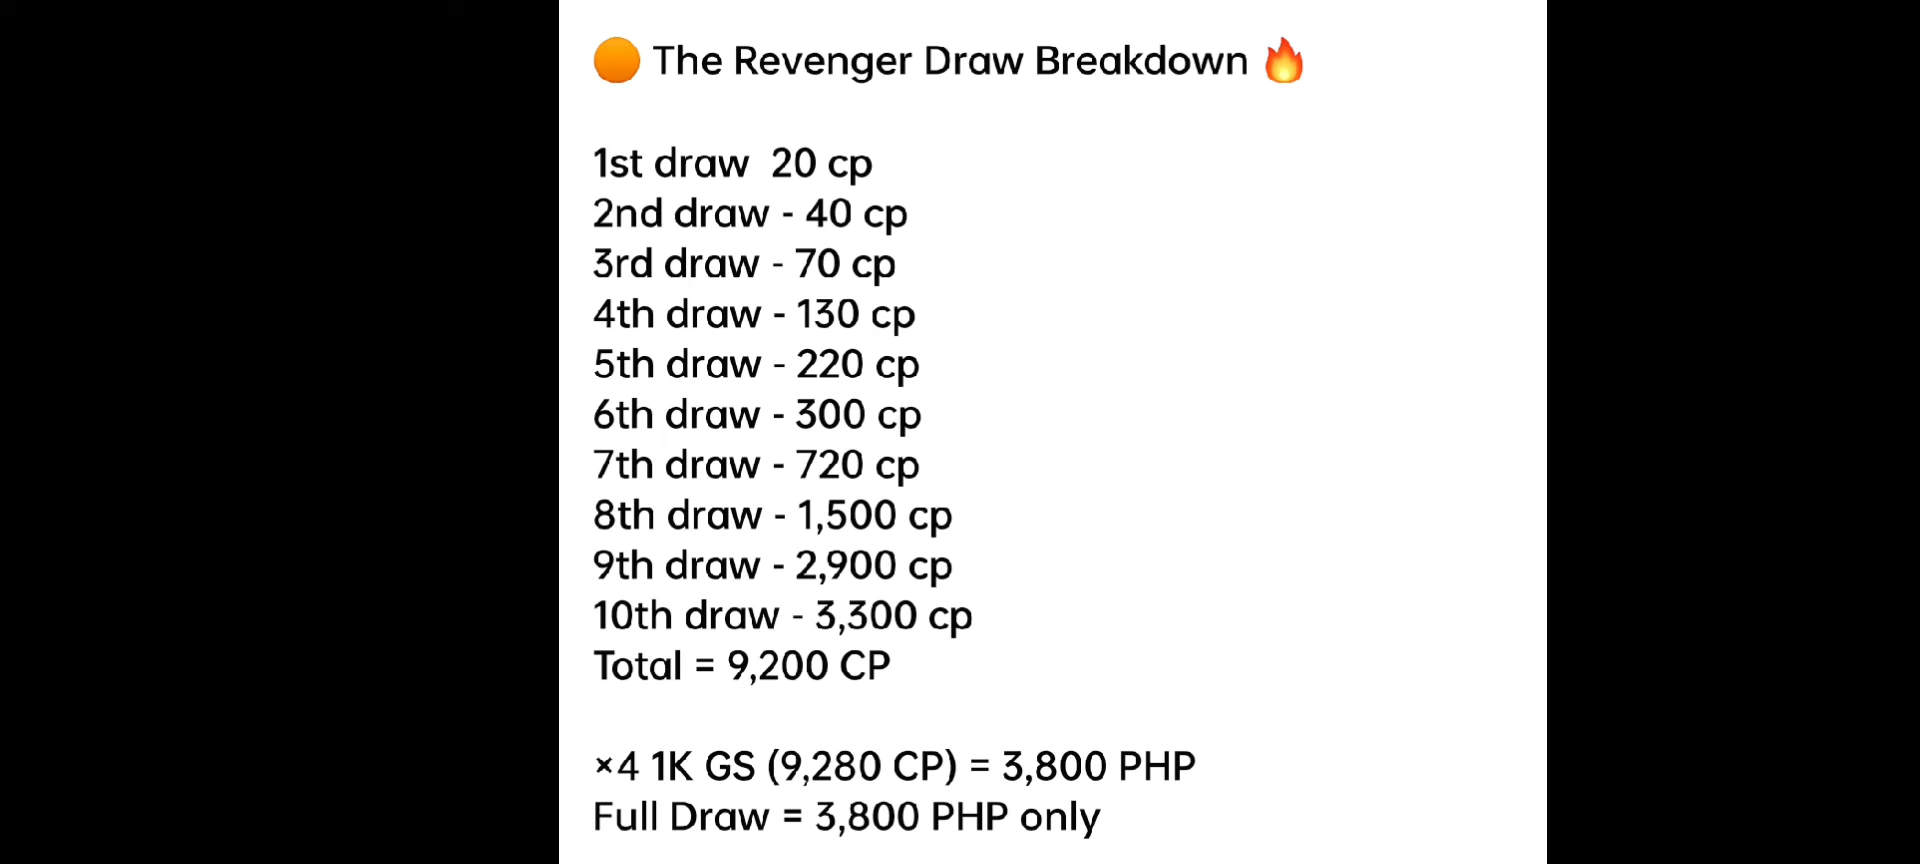 🟠 The Revenger Draw Breakdown 🔥
1st draw  20 cp
2nd draw - 40 cp
3rd draw - 70 cp
4th draw - 130 cp
5th draw - 220 cp
6th draw - 300 cp
7th draw - 720 cp
8th draw - 1,500 cp
9th draw - 2,900 cp
10th draw - 3,300 cp
Total = 9,200 CP
×4 1K GS (9,280 CP) = 3,800 PHP
Full Draw = 3,800 PHP only